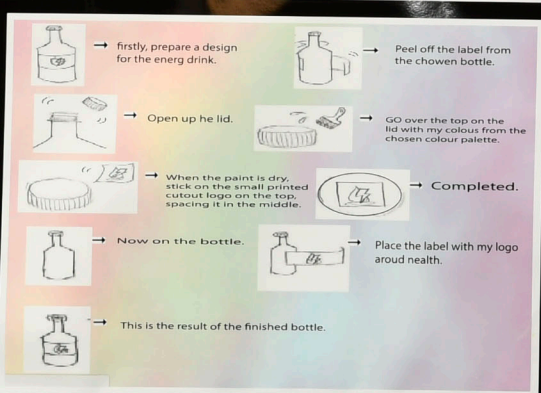 firstly, prepare a design
for the energ drink.
Peel off the label from
the chowen bottle.
Open up he lid.
GO over the top on the
lid with my colous from the
chosen colour palette.
When the paint is dry,
stick on the small printed
cutout logo on the top,
spacing it in the middle.
Completed.
Now on the bottle.
Place the label with my logo
aroud nealth.
This is the result of the finished bottle.